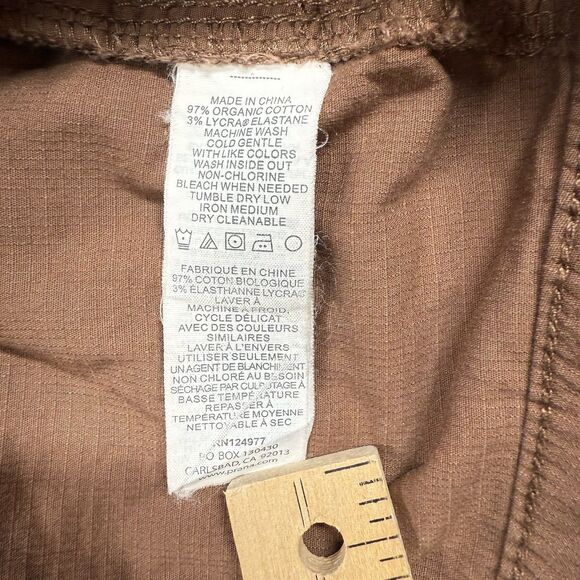 MADE IN CHINA
97% ORGANIC COTTON
3% LYCRA® ELASTANE
MACHINE WASH
COLD GENTLE
WITH LIKE COLORS
WASH INSIDE OUT
NON-CHLORINE
BLEACH WHEN NEEDED
TUMBLE DRY LOW
IRON MEDIUM
DRY CLEANABLE
FABRIQUÉ EN CHINE
97% COTON BIOLOGIQUE
3% ÉLASTHANNE LYCRA®
LAVER À
MACHINE À FROID,
CYCLE DÉLICAT
AVEC DES COULEURS
SIMILAIRES
LAVER À L'ENVERS
UTILISER SEULEMENT
UN AGENT DE BLANCHIMENT
NON CHLORÉ AU BESOIN
SÉCHAGE PAR CULBUTAGE À
BASSE TEMPÉRATURE
REPASSER À
TEMPÉRATURE MOYENNE
NETTOYABLE À SEC
RN124977
PO BOX 130430
CARLSBAD, CA 92013
www.prana.com